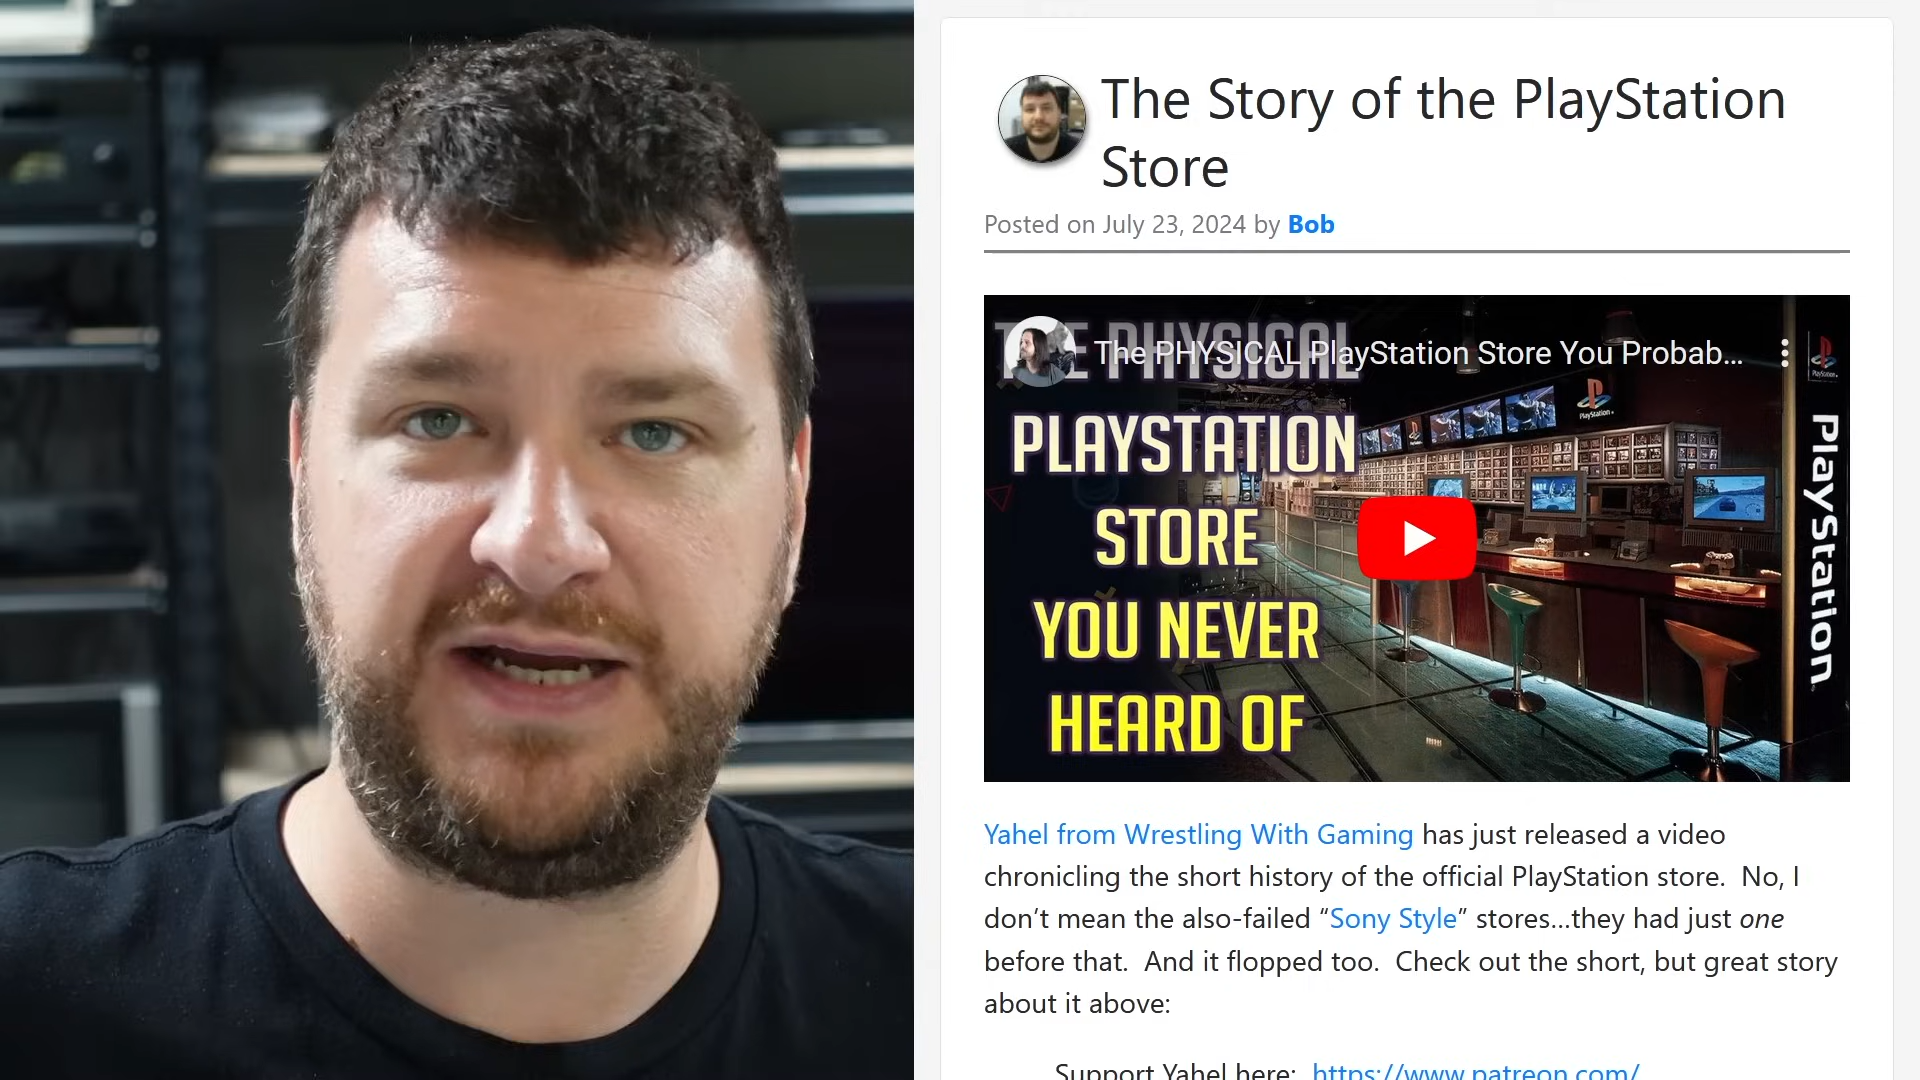 The Story of the PlayStation
Store
Posted on July 23, 2024 by Bob
The PHYSICAL PlayStation Store You Probab...
THE PHYSICAL
PLAYSTATION
STORE
YOU NEVER
HEARD OF
PlayStation
PlayStation
PlayStation
Yahel from Wrestling With Gaming has just released a video
chronicling the short history of the official PlayStation store. No, I
don’t mean the also-failed “Sony Style” stores…they had just one
before that. And it flopped too. Check out the short, but great story
about it above:
Support Yahel here: https://www.patreon.com/